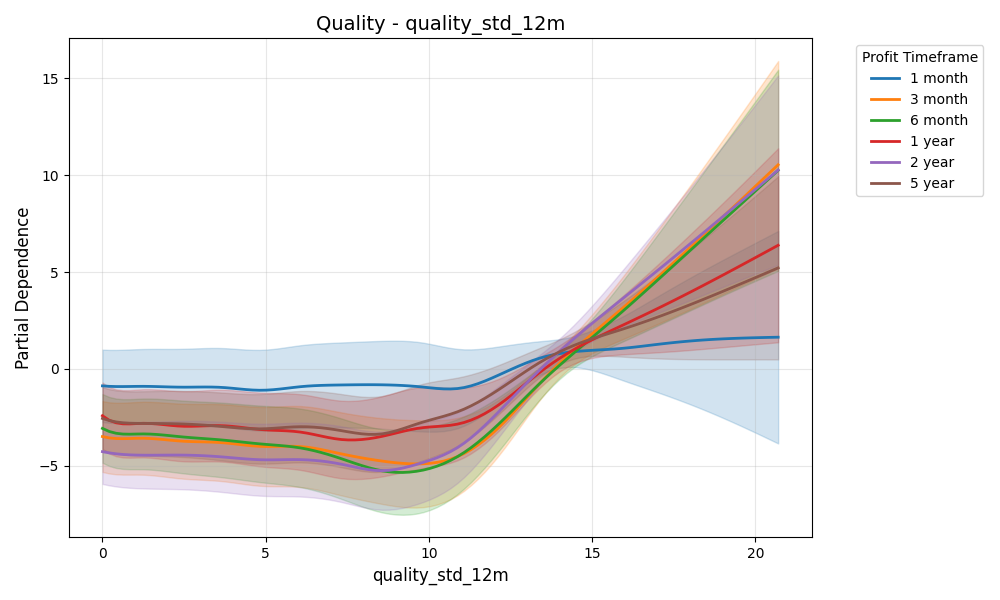 Quality - quality_std_12m
Profit Timeframe
1 month
3 month
6 month
1 year
2 year
5 year
Partial Dependence
15
10
5
0
−5
0
5
10
15
20
quality_std_12m